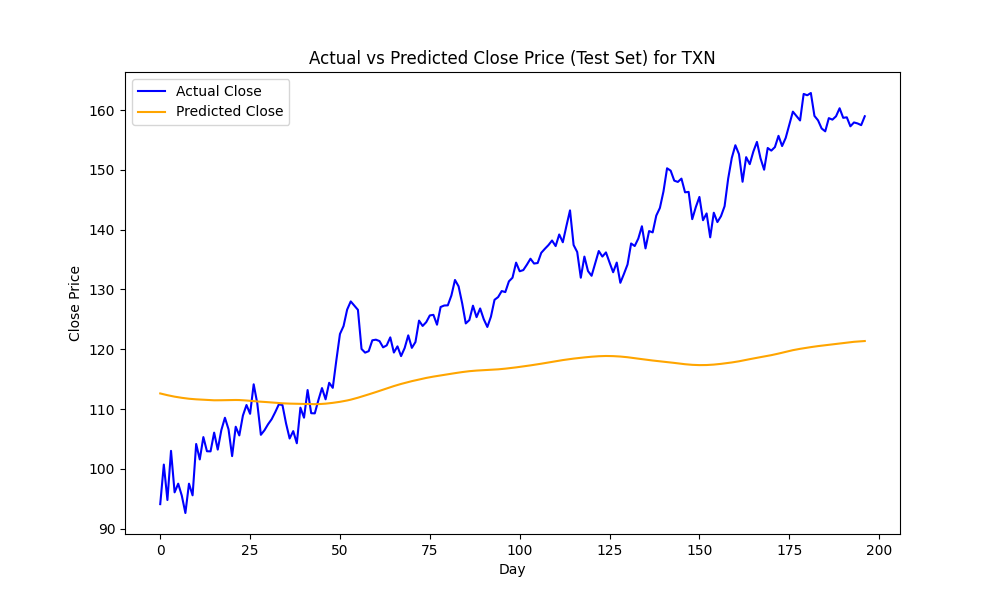 Actual vs Predicted Close Price (Test Set) for TXN
Actual Close
Predicted Close
160
150
140
130
120
110
100
90
Close Price
0 25 50 75 100 125 150 175 200
Day